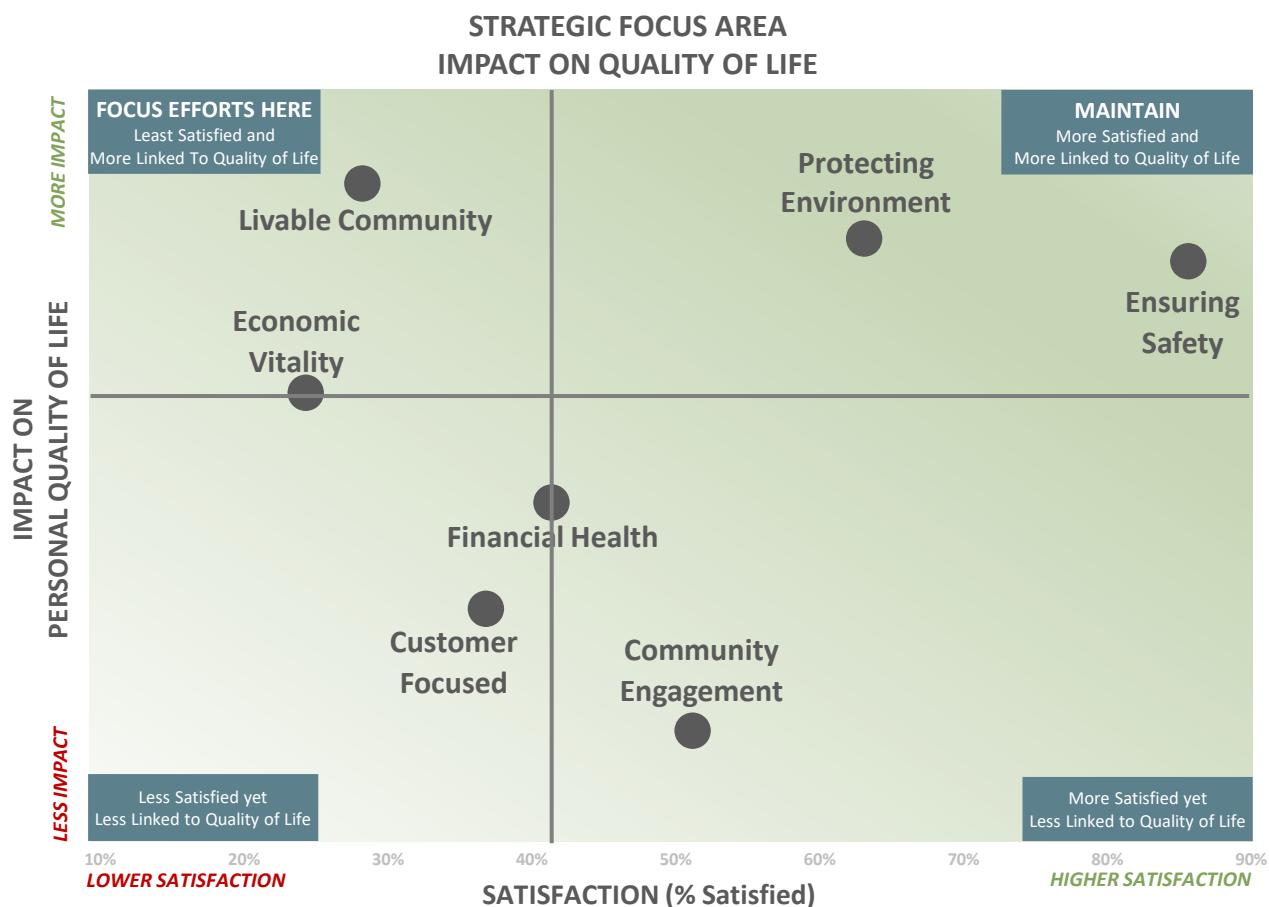 STRATEGIC FOCUS AREA
IMPACT ON QUALITY OF LIFE
MORE IMPACT
FOCUS EFFORTS HERE
Least Satisfied and
More Linked To Quality of Life
MAINTAIN
More Satisfied and
More Linked to Quality of Life
Livable Community
Protecting
Environment
Ensuring
Safety
Economic
Vitality
IMPACT ON
PERSONAL QUALITY OF LIFE
Financial Health
Customer
Focused
Community
Engagement
LESS IMPACT
Less Satisfied yet
Less Linked to Quality of Life
More Satisfied yet
Less Linked to Quality of Life
10% 20% 30% 40% 50% 60% 70% 80% 90%
LOWER SATISFACTION
SATISFACTION (% Satisfied)
HIGHER SATISFACTION